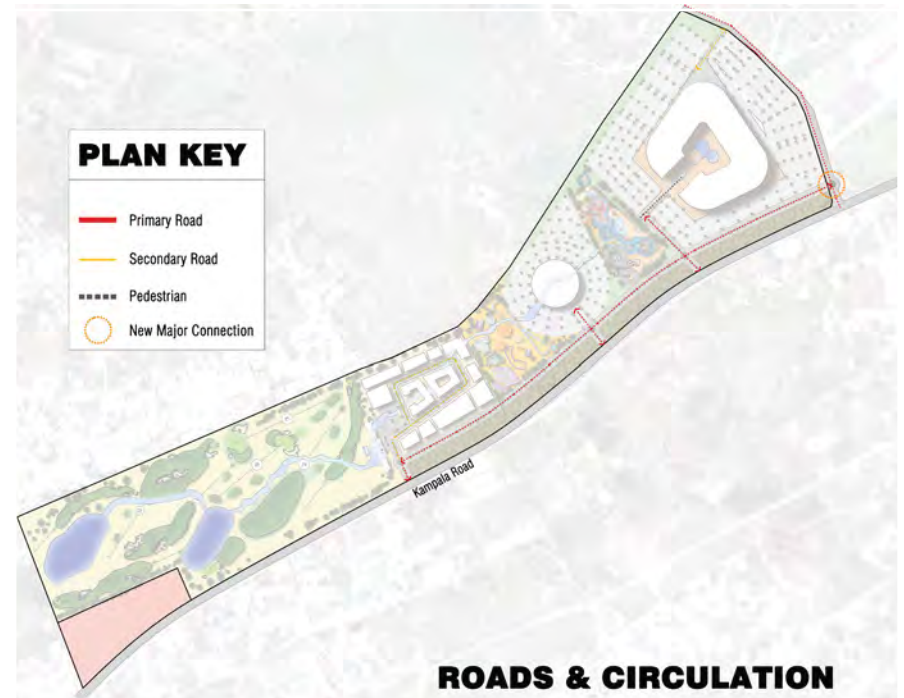 PLAN KEY
Primary Road
Secondary Road
Pedestrian
New Major Connection
Kampala Road
ROADS & CIRCULATION